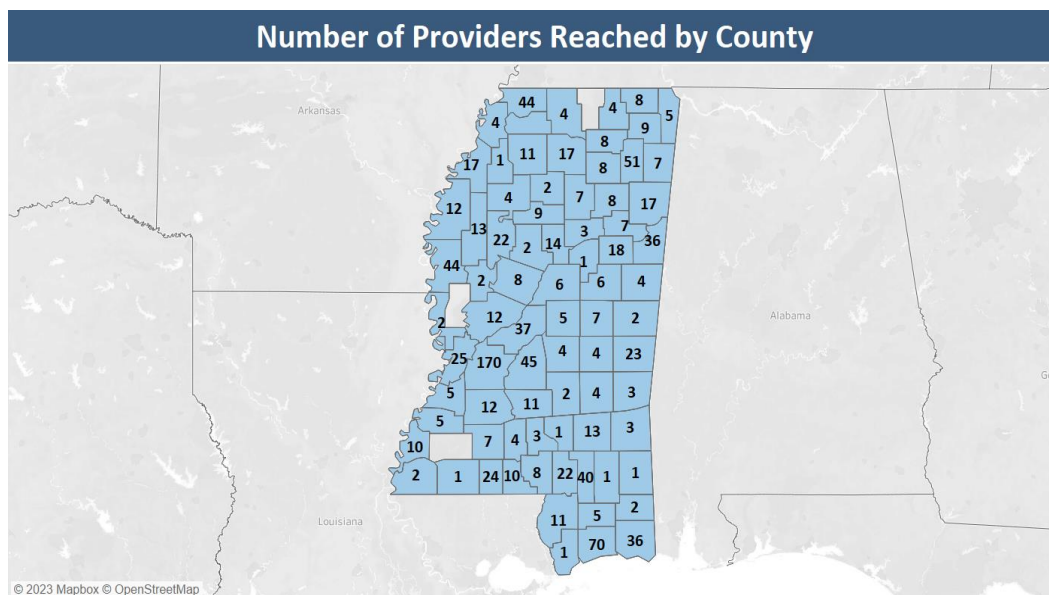 Number of Providers Reached by County
Arkansas
44 4 4 8 5
4 9
8
17 1 11 17 8 51 7
12 4 2 7 8 17
13 9 3 7 36
22 2 14 1 18
44 2 8 6 6 4
2 12 37 5 7 2
Alabama
25 170 45 4 4 23
5 12 11 2 4 3
5
10 7 4 3 1 13 3
2 1 24 10 8 22 40 1 1
11 5 2
Louisiana
1 70 36
© 2023 Mapbox © OpenStreetMap